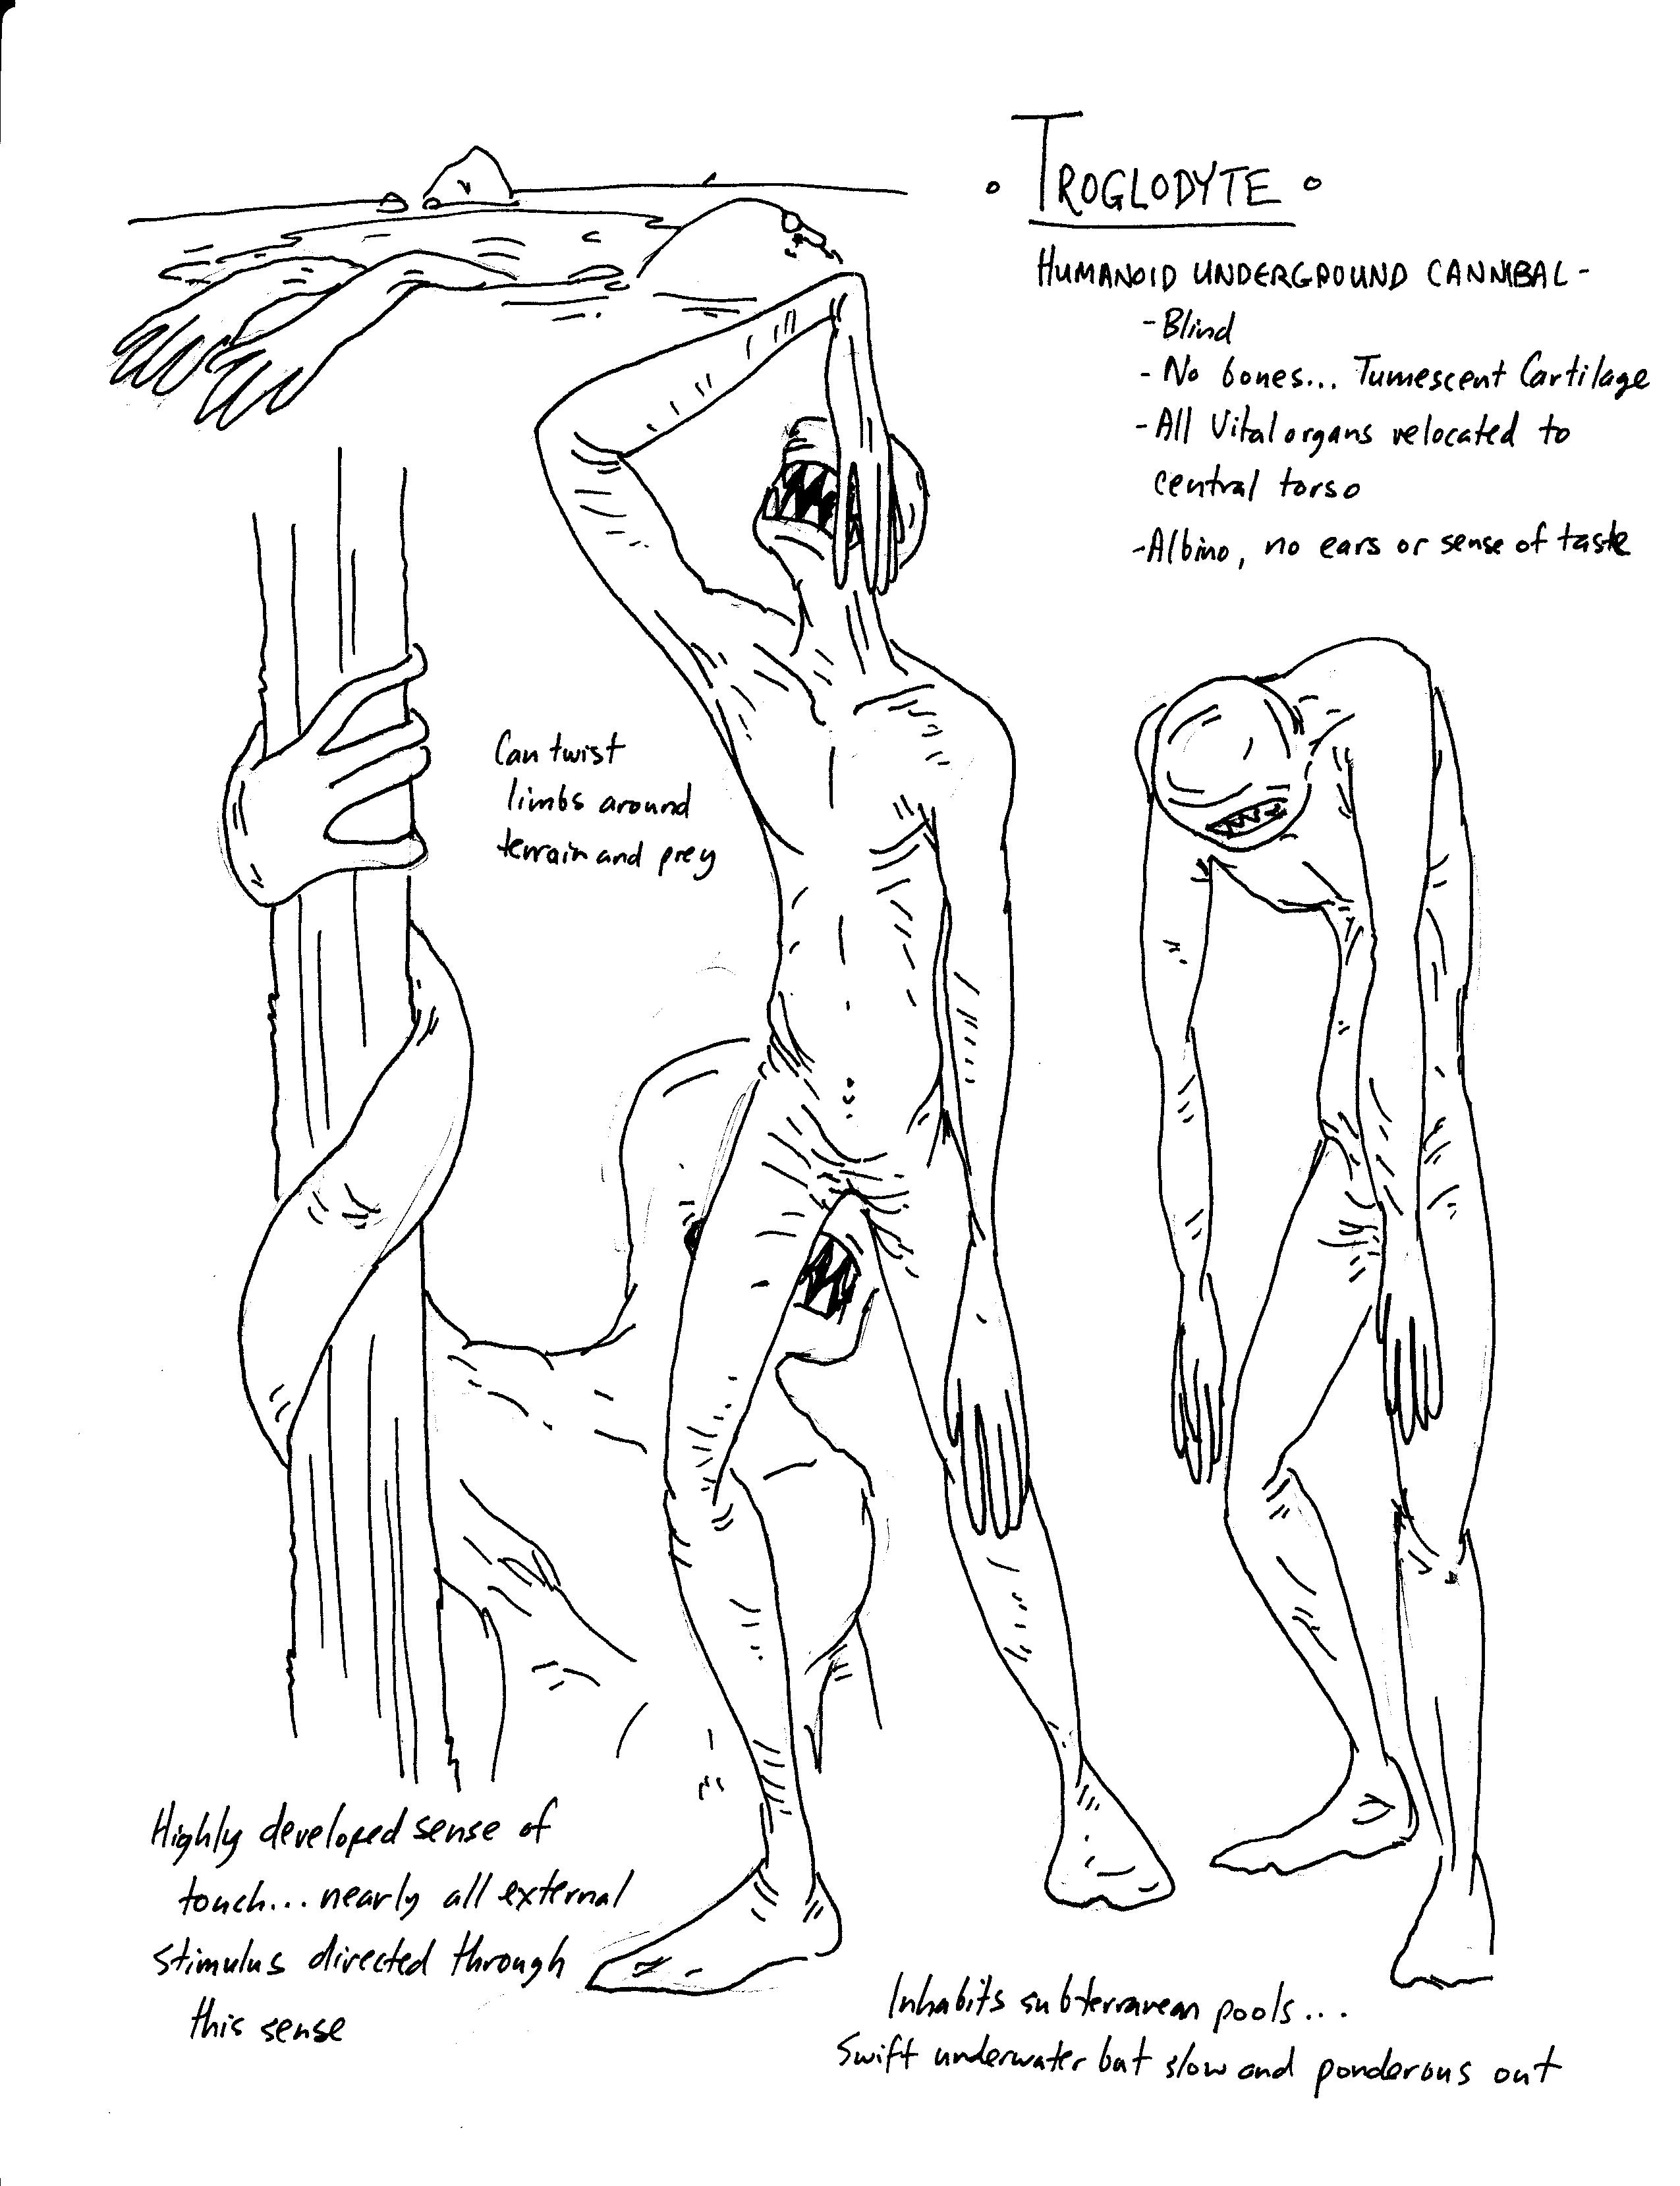 • TROGLODYTE •
HUMANOID UNDERGROUND CANNIBAL -
- Blind
- No bones... Tumescent Cartilage
- All Vital organs relocated to
central torso
- Albino, no ears or sense of taste
Can twist
limbs around
terrain and prey
Highly developed sense of
touch... nearly all external
stimulus directed through
this sense
Inhabits subterranean pools...
Swift underwater but slow and ponderous out